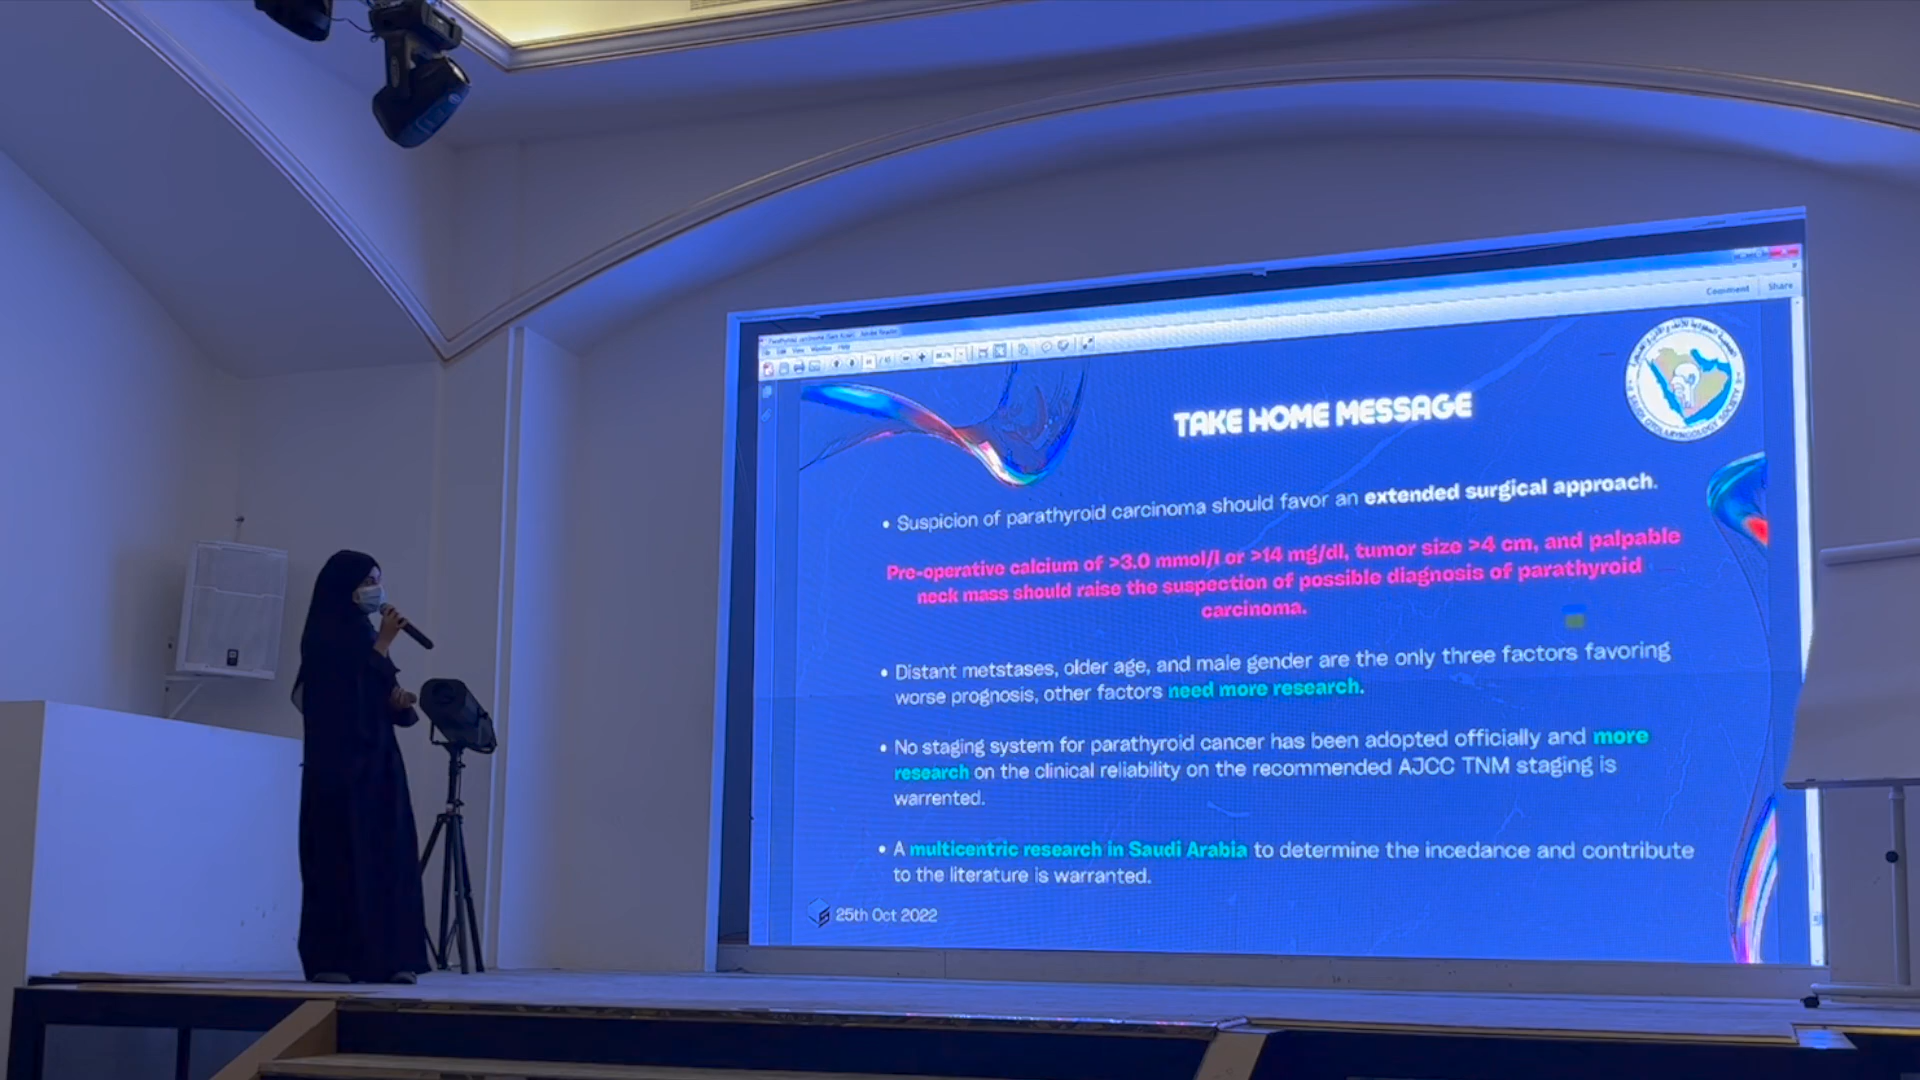 Comment Share
TAKE HOME MESSAGE
SAUDI OTOLARYNGOLOGY SOCIETY
• Suspicion of parathyroid carcinoma should favor an extended surgical approach.
Pre-operative calcium of >3.0 mmol/l or >14 mg/dl, tumor size >4 cm, and palpable
neck mass should raise the suspection of possible diagnosis of parathyroid
carcinoma.
• Distant metstases, older age, and male gender are the only three factors favoring
worse prognosis, other factors need more research.
• No staging system for parathyroid cancer has been adopted officially and more
research on the clinical reliability on the recommended AJCC TNM staging is
warrented.
• A multicentric research in Saudi Arabia to determine the incedance and contribute
to the literature is warranted.
25th Oct 2022